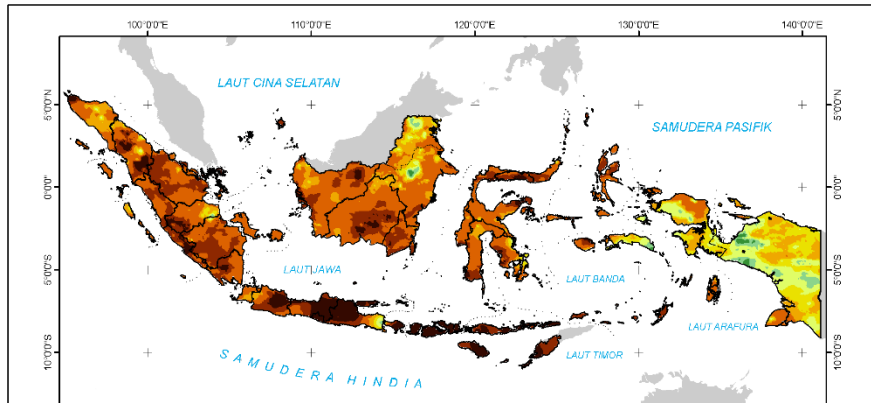 100°0'0"E 110°0'0"E 120°0'0"E 130°0'0"E 140°0'0"E
LAUT CINA SELATAN
5°0'0"N 5°0'0"N
SAMUDERA PASIFIK
0°0'0" 0°0'0"
LAUT JAWA
LAUT BANDA
5°0'0"S 5°0'0"S
LAUT ARAFURA
10°0'0"S 10°0'0"S
LAUT TIMOR
SAMUDERA HINDIA